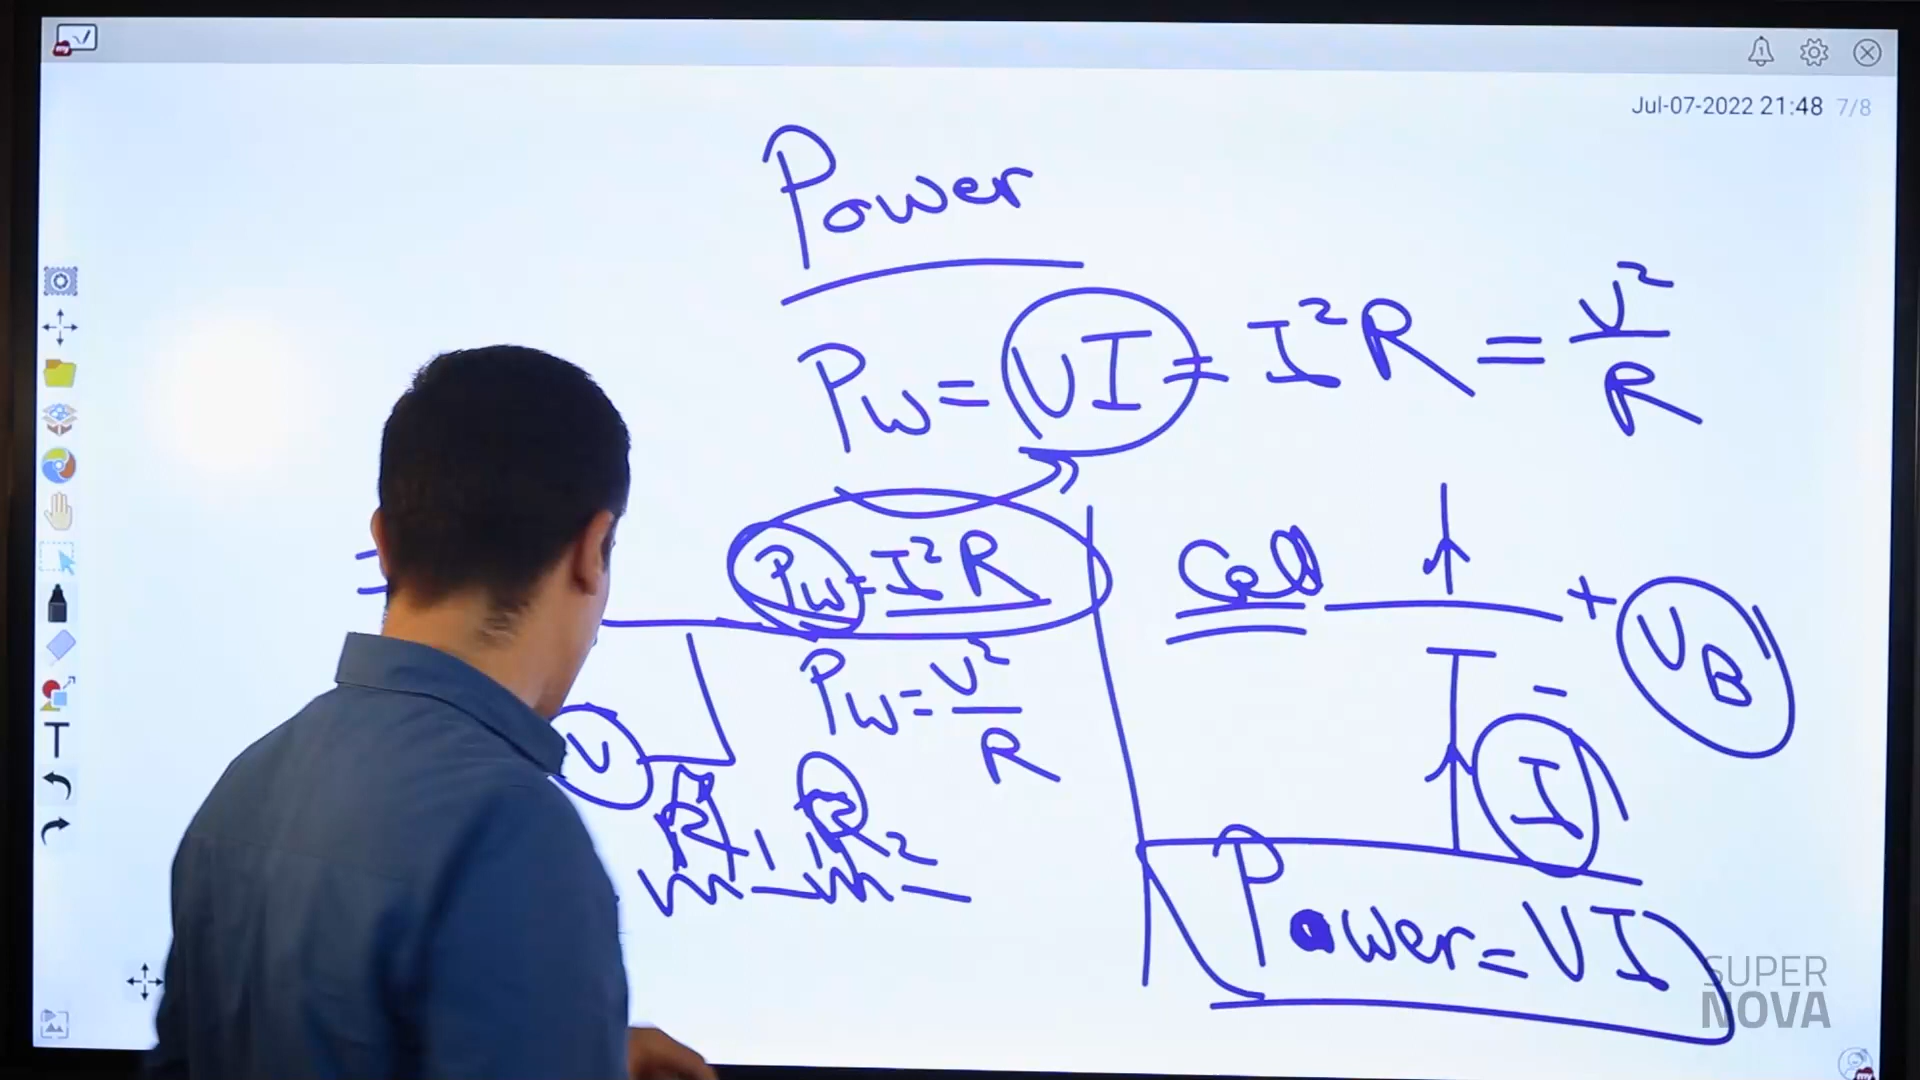 Jul-07-2022 21:48 7/8
Power
Pw = VI = I²R = V²/R
Pw = I²R
Cell
+ VB
-
Pw = V²/R
V
R1 R2
I
Power = VI
SUPER
NOVA